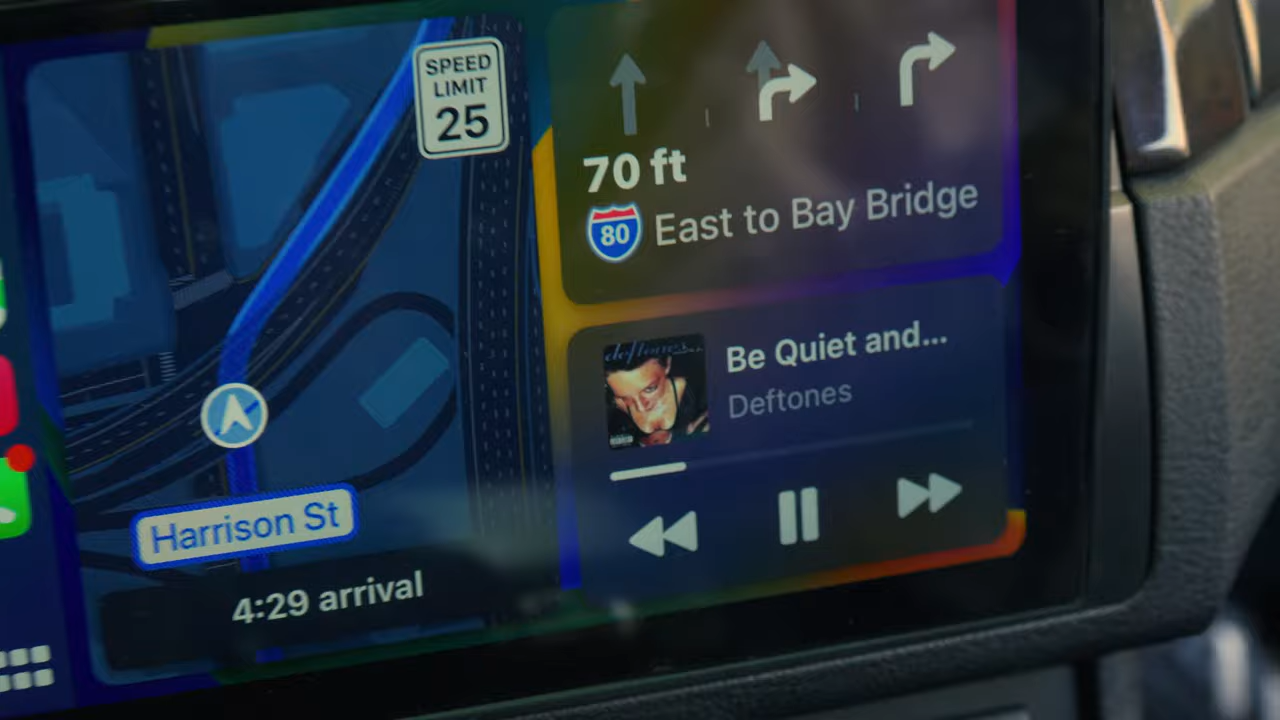 SPEED
LIMIT
25
70 ft
80 East to Bay Bridge
deftones
Be Quiet and...
Deftones
Harrison St
4:29 arrival